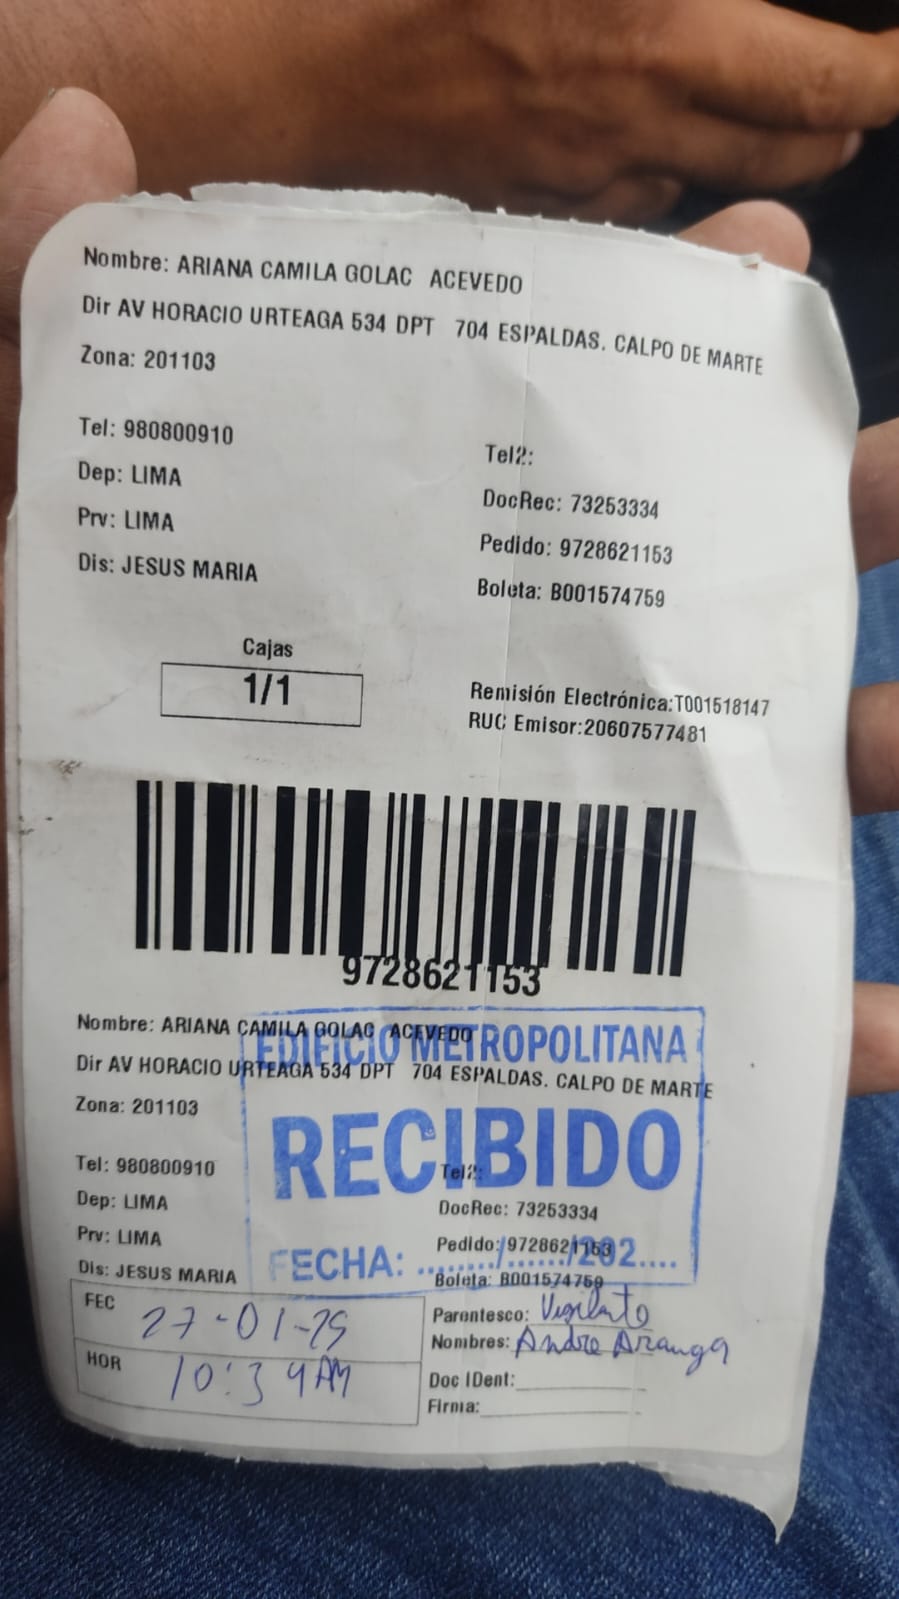 Nombre: ARIANA CAMILA GOLAC ACEVEDO
Dir AV HORACIO URTEAGA 534 DPT 704 ESPALDAS. CALPO DE MARTE
Zona: 201103
Tel: 980800910
Tel2:
Dep: LIMA
DocRec: 73253334
Prv: LIMA
Pedido: 9728621153
Dis: JESUS MARIA
Boleta: B001574759
Cajas
1/1
Remisión Electrónica:T001518147
RUC Emisor:20607577481
9728621153
Nombre: ARIANA CAMILA GOLAC ACEVEDO
EDIFICIO METROPOLITANA
Dir AV HORACIO URTEAGA 534 DPT 704 ESPALDAS. CALPO DE MARTE
Zona: 201103
RECIBIDO
Tel: 980800910
Tel2:
Dep: LIMA
DocRec: 73253334
Prv: LIMA
Pedido: 9728621153
FECHA: ......../......./202....
Dis: JESUS MARIA
Boleta: B001574759
FEC 27-01-25
Parentesco: Vigilante
Nombres: Andre Aranga
HOR 10:39 AM
Doc IDent:
Firma: